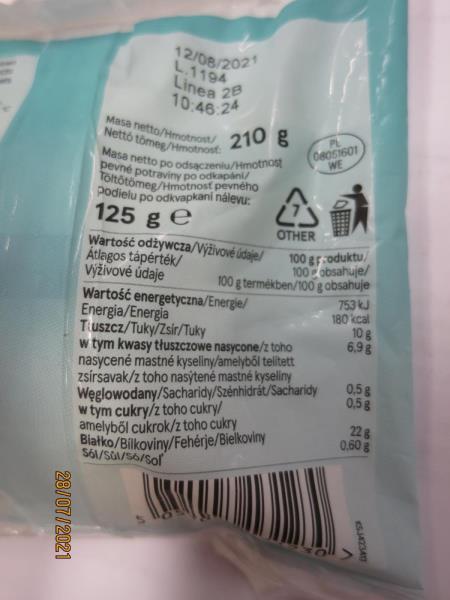 12/08/2021
L.1194
Linea 2B
10:46:24
Masa netto/Hmotnost/
Nettó tömeg/Hmotnosť: 210 g
Masa netto po odsączeniu/Hmotnost
pevné potraviny po odkapání/
Töltőtömeg/Hmotnosť pevného
podielu po odkvapkaní nálevu:
125 g e
PL
08051601
WE
7
OTHER
Wartość odżywcza/Výživové údaje/ 100 g produktu/
Átlagos tápérték/ 100 g obsahuje/
Výživové údaje 100 g termékben/100 g obsahuje
Wartość energetyczna/Energie/ 753 kJ
Energia/Energia 180 kcal
Tłuszcz/Tuky/Zsír/Tuky 10 g
w tym kwasy tłuszczowe nasycone/z toho 6,9 g
nasycené mastné kyseliny/amelyből telített
zsírsavak/z toho nasýtené mastné kyseliny
Węglowodany/Sacharidy/Szénhidrát/Sacharidy 0,5 g
w tym cukry/z toho cukry/ 0,5 g
amelyből cukrok/z toho cukry
Białko/Bílkoviny/Fehérje/Bielkoviny 22 g
Sól/Sůl/Só/Soľ 0,60 g
28/07/2021